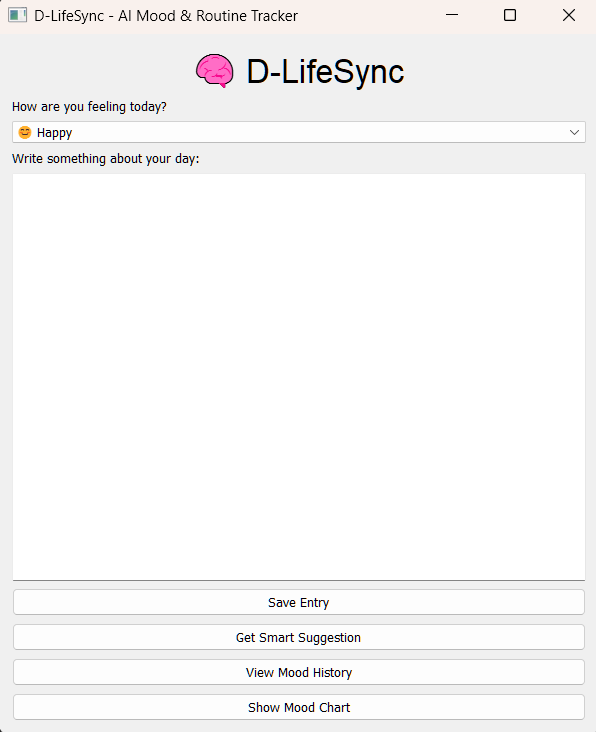 D-LifeSync - AI Mood & Routine Tracker
🧠 D-LifeSync
How are you feeling today?
😊 Happy
Write something about your day:
Save Entry
Get Smart Suggestion
View Mood History
Show Mood Chart